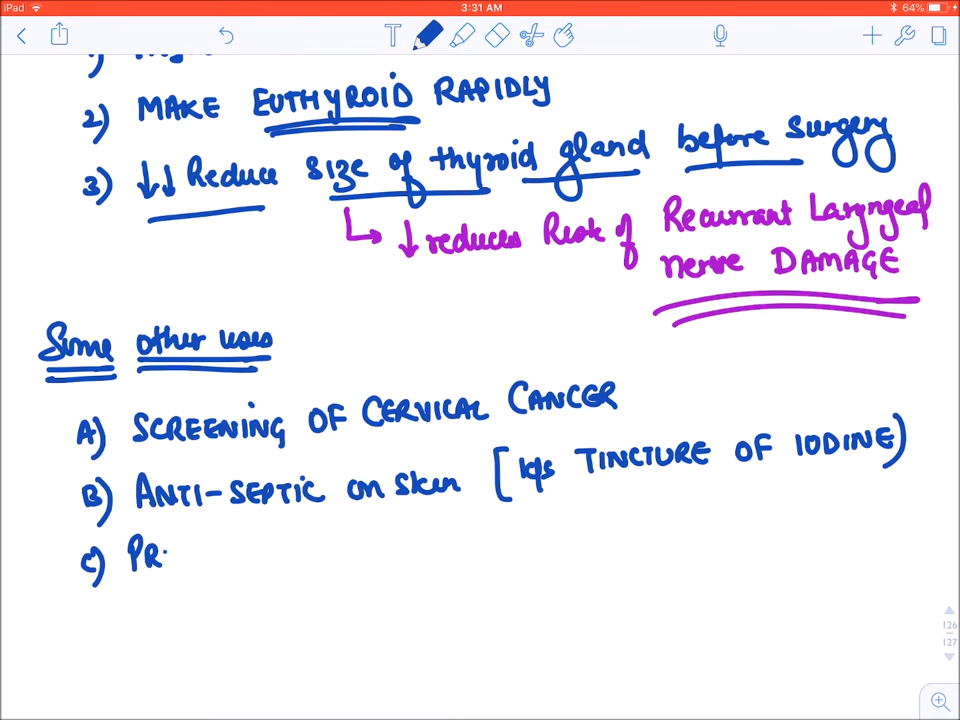 iPad
3:31 AM
64%
T
2) MAKE EUTHYROID RAPIDLY
3) ↓↓ Reduce size of thyroid gland before surgery
↳ ↓ reduces Risk of Recurrant Laryngeal
nerve DAMAGE
Some other uses
A) SCREENING OF CERVICAL CANCER
B) ANTI-SEPTIC on Skin [k/s TINCTURE OF IODINE)
C) PR
126
127